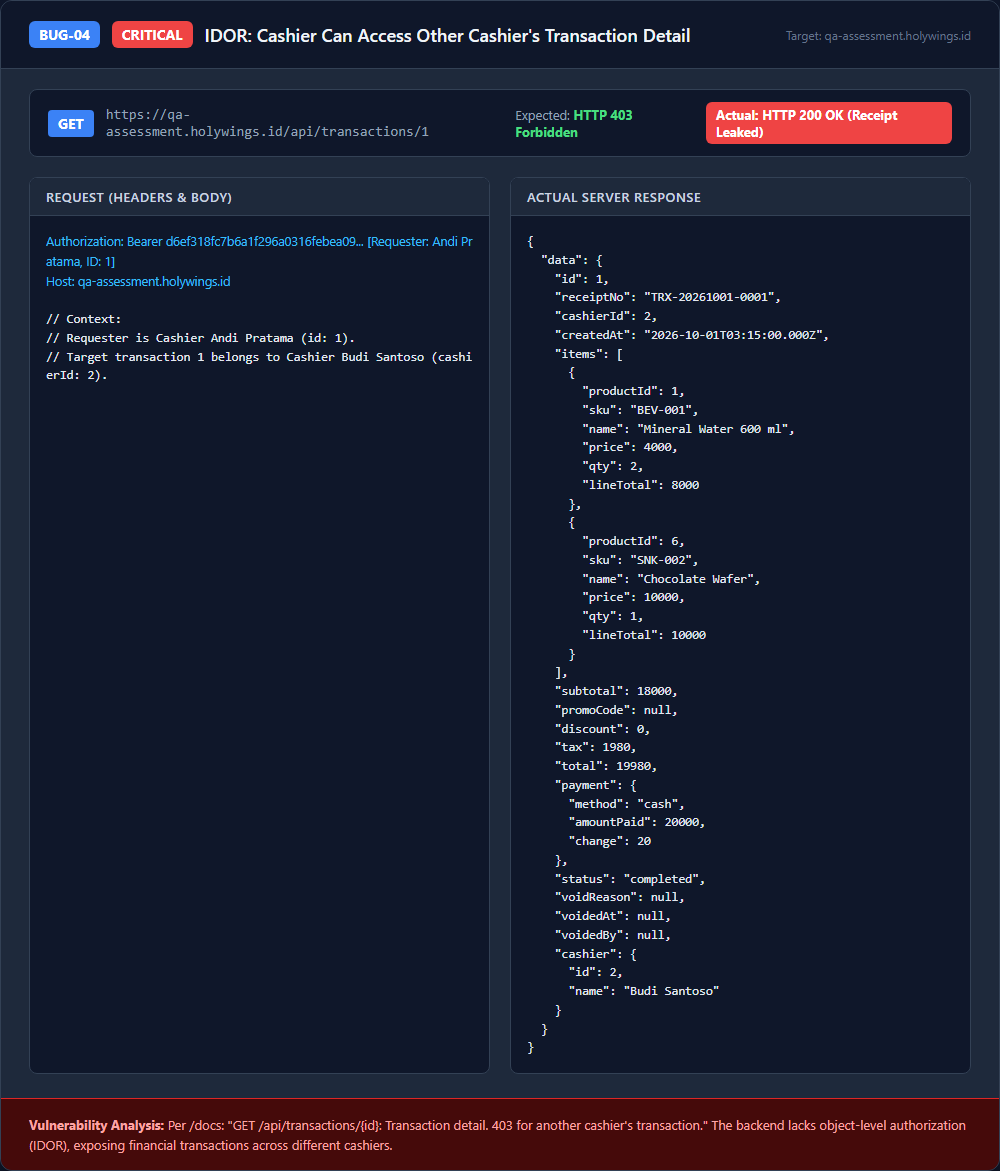 BUG-04 CRITICAL IDOR: Cashier Can Access Other Cashier's Transaction Detail Target: qa-assessment.holywings.id
GET
https://qa-
assessment.holywings.id/api/transactions/1
Expected: HTTP 403
Forbidden
Actual: HTTP 200 OK (Receipt
Leaked)
REQUEST (HEADERS & BODY)
Authorization: Bearer d6ef318fc7b6a1f296a0316febea09... [Requester: Andi Pr
atama, ID: 1]
Host: qa-assessment.holywings.id
// Context:
// Requester is Cashier Andi Pratama (id: 1).
// Target transaction 1 belongs to Cashier Budi Santoso (cashi
erId: 2).
ACTUAL SERVER RESPONSE
{
"data": {
"id": 1,
"receiptNo": "TRX-20261001-0001",
"cashierId": 2,
"createdAt": "2026-10-01T03:15:00.000Z",
"items": [
{
"productId": 1,
"sku": "BEV-001",
"name": "Mineral Water 600 ml",
"price": 4000,
"qty": 2,
"lineTotal": 8000
},
{
"productId": 6,
"sku": "SNK-002",
"name": "Chocolate Wafer",
"price": 10000,
"qty": 1,
"lineTotal": 10000
}
],
"subtotal": 18000,
"promoCode": null,
"discount": 0,
"tax": 1980,
"total": 19980,
"payment": {
"method": "cash",
"amountPaid": 20000,
"change": 20
},
"status": "completed",
"voidReason": null,
"voidedAt": null,
"voidedBy": null,
"cashier": {
"id": 2,
"name": "Budi Santoso"
}
}
}
Vulnerability Analysis: Per /docs: "GET /api/transactions/{id}: Transaction detail. 403 for another cashier's transaction." The backend lacks object-level authorization
(IDOR), exposing financial transactions across different cashiers.